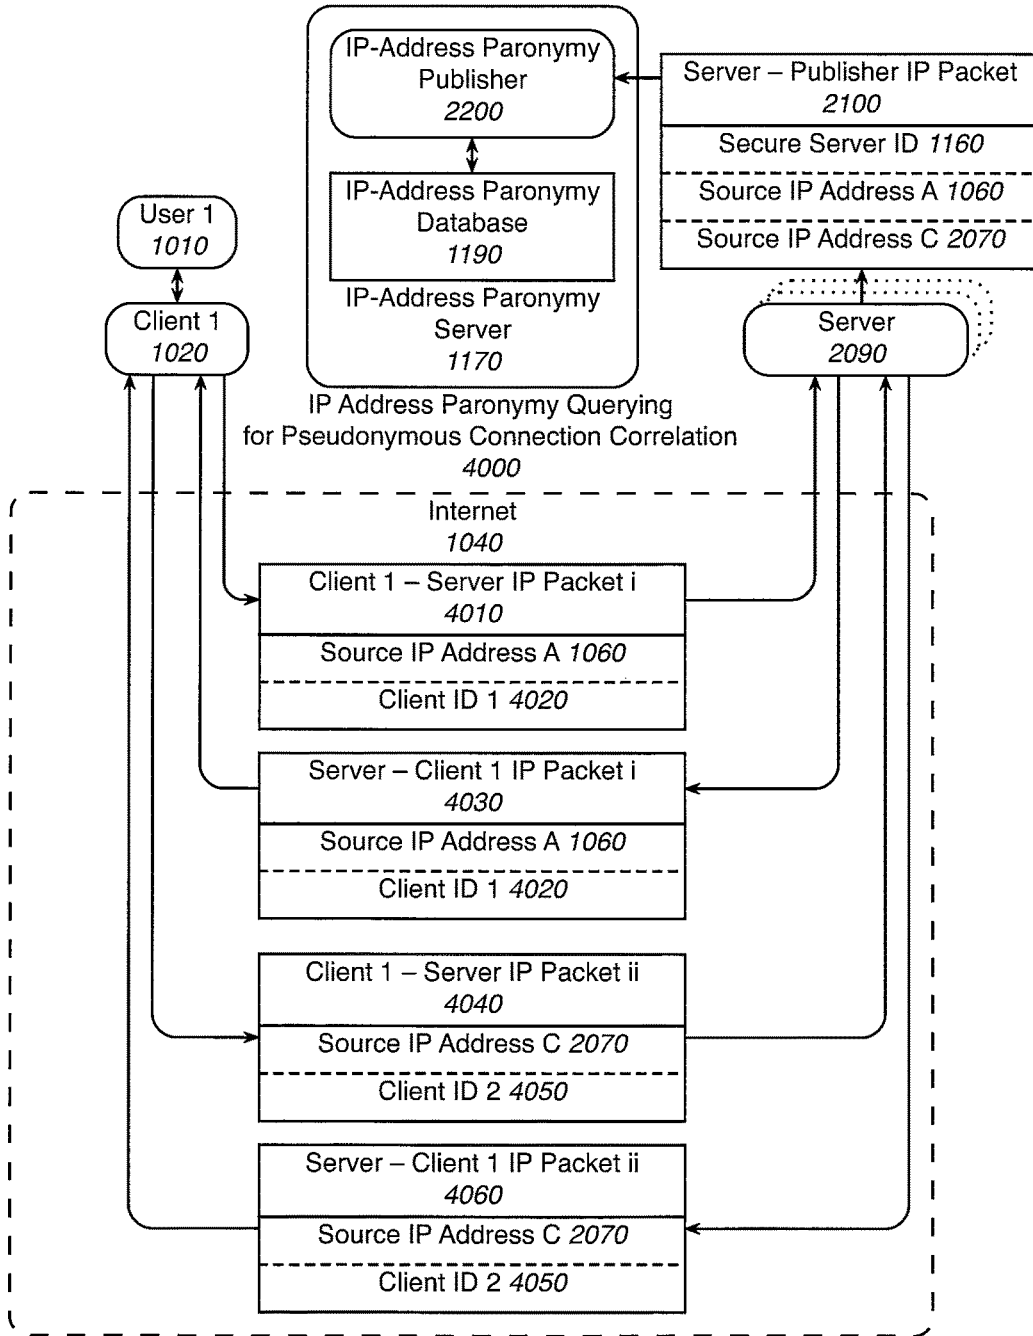 IP-Address Paronymy
Publisher
2200
Server – Publisher IP Packet
2100
Secure Server ID 1160
Source IP Address A 1060
Source IP Address C 2070
IP-Address Paronymy
Database
1190
IP-Address Paronymy
Server
1170
User 1
1010
Client 1
1020
Server
2090
IP Address Paronymy Querying
for Pseudonymous Connection Correlation
4000
Internet
1040
Client 1 – Server IP Packet i
4010
Source IP Address A 1060
Client ID 1 4020
Server – Client 1 IP Packet i
4030
Source IP Address A 1060
Client ID 1 4020
Client 1 – Server IP Packet ii
4040
Source IP Address C 2070
Client ID 2 4050
Server – Client 1 IP Packet ii
4060
Source IP Address C 2070
Client ID 2 4050